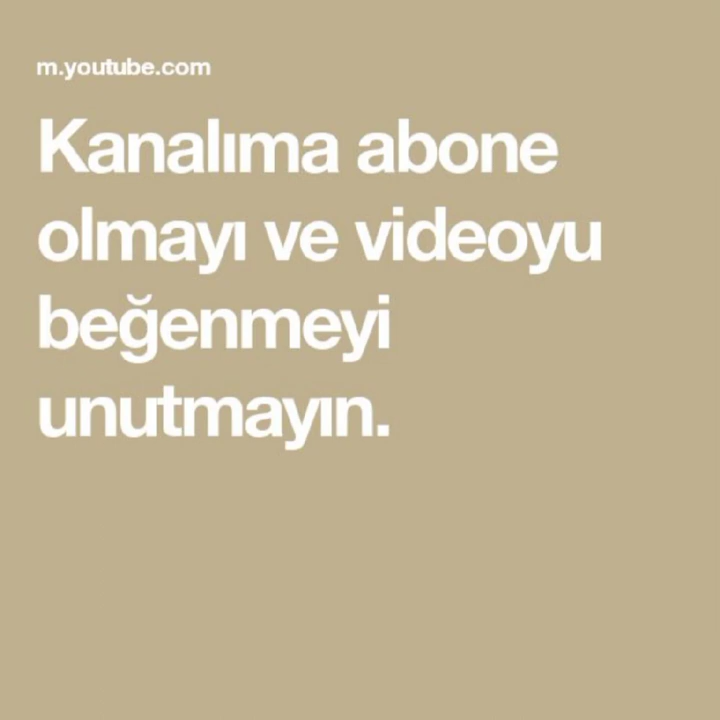 m.youtube.com
Kanalıma abone
olmayı ve videoyu
beğenmeyi
unutmayın.